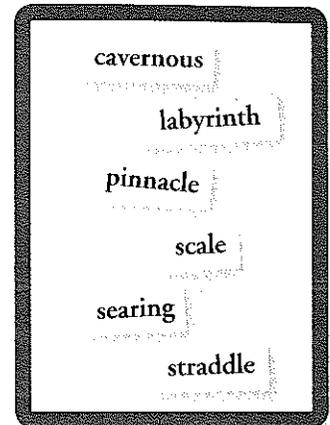 cavernous
labyrinth
pinnacle
scale
searing
straddle